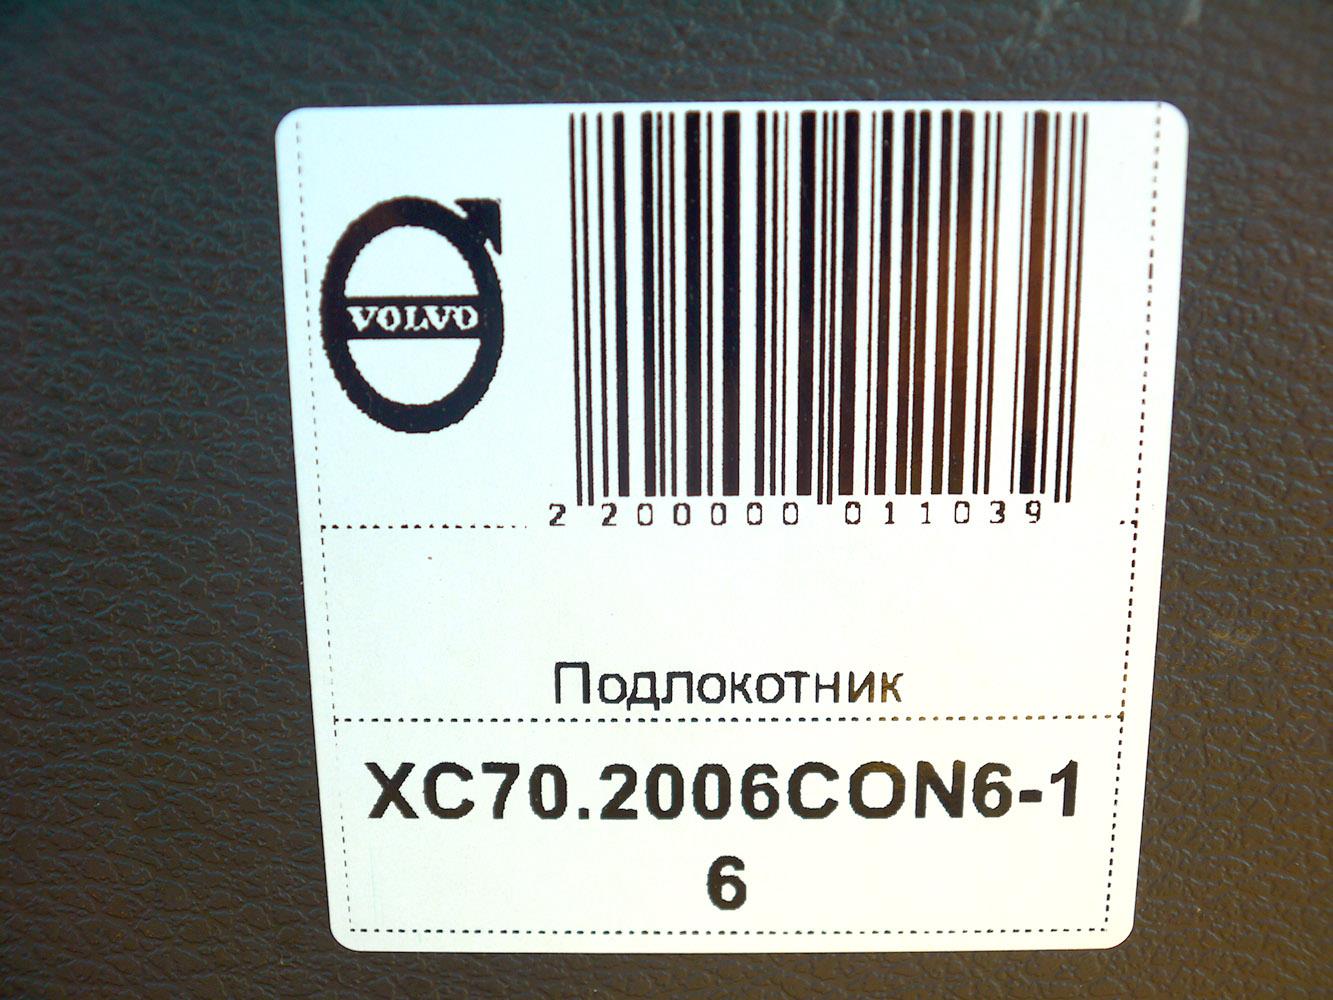 VOLVO
2 200000 011039
Подлокотник
XC70.2006CON6-1
6